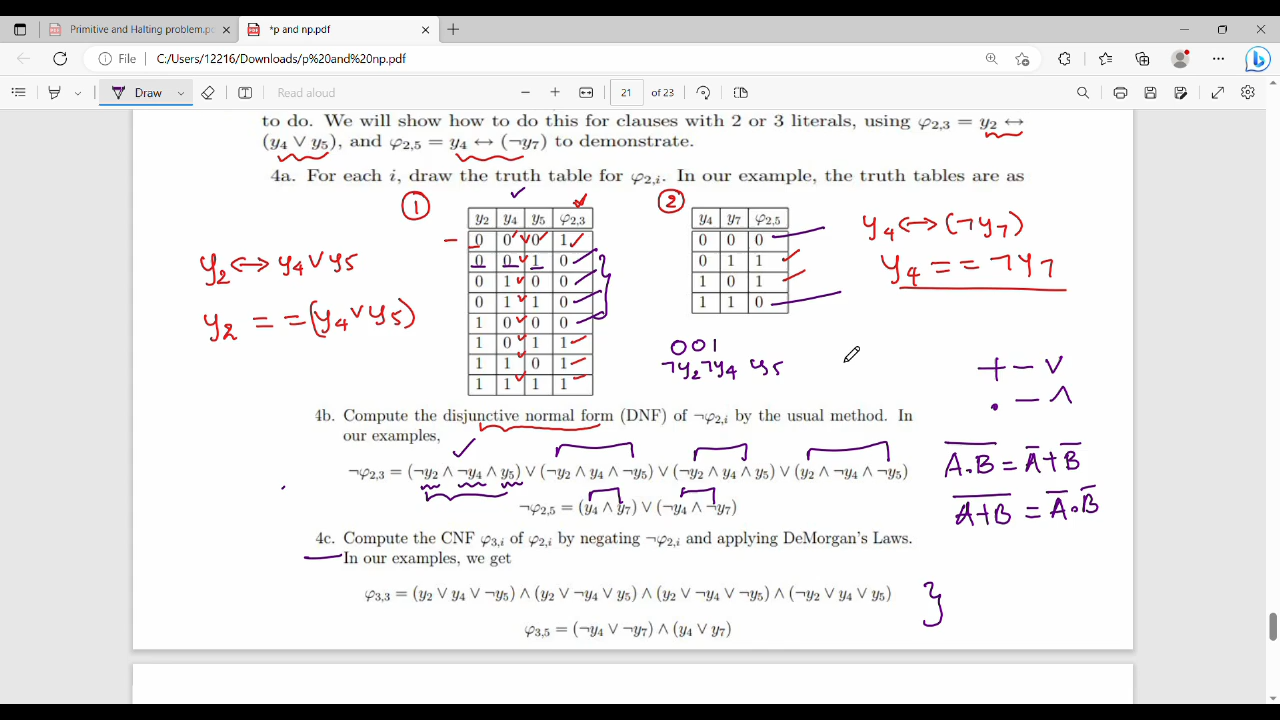 Primitive and Halting problem.pd
*p and np.pdf
File
C:/Users/12216/Downloads/p%20and%20np.pdf
Draw
Read aloud
21 of 23
to do. We will show how to do this for clauses with 2 or 3 literals, using φ2,3 = y2 ↔
(y4 ∨ y5), and φ2,5 = y4 ↔ (¬y7) to demonstrate.
4a. For each i, draw the truth table for φ2,i. In our example, the truth tables are as
1
y2 y4 y5 φ2,3
0 0 ∨ 0 1
0 0 1 0
0 1 0 0
0 1 1 0
1 0 0 0
1 0 1 1
1 1 0 1
1 1 1 1
y2 ↔ y4 ∨ y5
y2 = = (y4 ∨ y5)
2
y4 y7 φ2,5
0 0 0
0 1 1
1 0 1
1 1 0
y4 ↔ (¬y7)
y4 = = ¬y7
0 0 1
¬y2 ¬y4 y5
+ − ∨
. − ∧
4b. Compute the disjunctive normal form (DNF) of ¬φ2,i by the usual method. In
our examples,
¬φ2,3 = (¬y2 ∧ ¬y4 ∧ y5) ∨ (¬y2 ∧ y4 ∧ ¬y5) ∨ (¬y2 ∧ y4 ∧ y5) ∨ (y2 ∧ ¬y4 ∧ ¬y5)
¬φ2,5 = (y4 ∧ y7) ∨ (¬y4 ∧ ¬y7)
A̅.̅B̅ = A̅ + B̅
A̅+̅B̅ = A̅.B̅
4c. Compute the CNF φ3,i of φ2,i by negating ¬φ2,i and applying DeMorgan's Laws.
In our examples, we get
φ3,3 = (y2 ∨ y4 ∨ ¬y5) ∧ (y2 ∨ ¬y4 ∨ y5) ∧ (y2 ∨ ¬y4 ∨ ¬y5) ∧ (¬y2 ∨ y4 ∨ y5)
φ3,5 = (¬y4 ∨ ¬y7) ∧ (y4 ∨ y7)